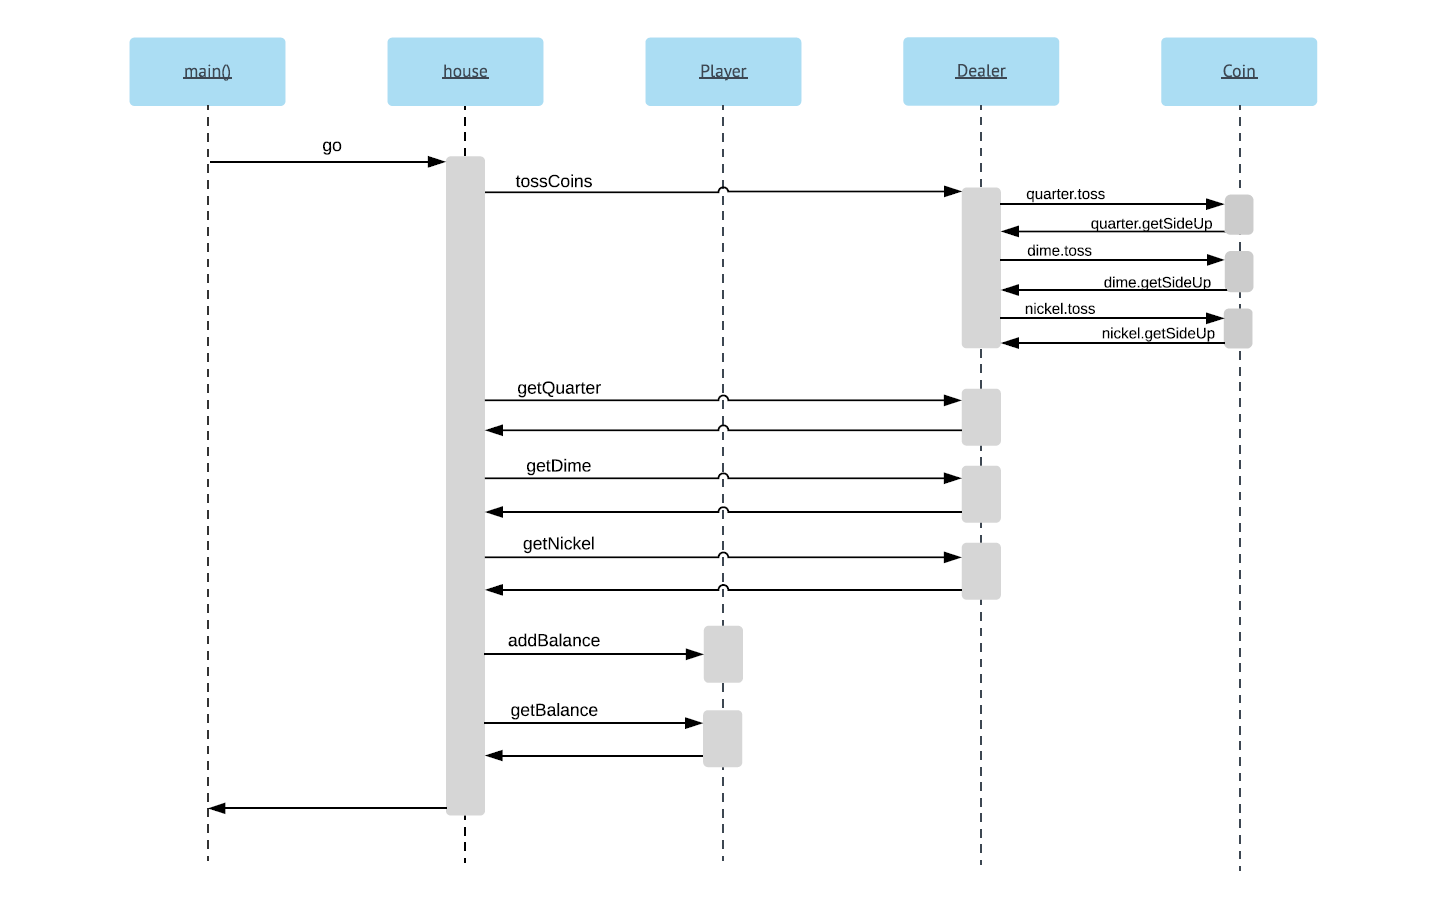 main()
house
Player
Dealer
Coin
go
tossCoins
quarter.toss
quarter.getSideUp
dime.toss
dime.getSideUp
nickel.toss
nickel.getSideUp
getQuarter
getDime
getNickel
addBalance
getBalance